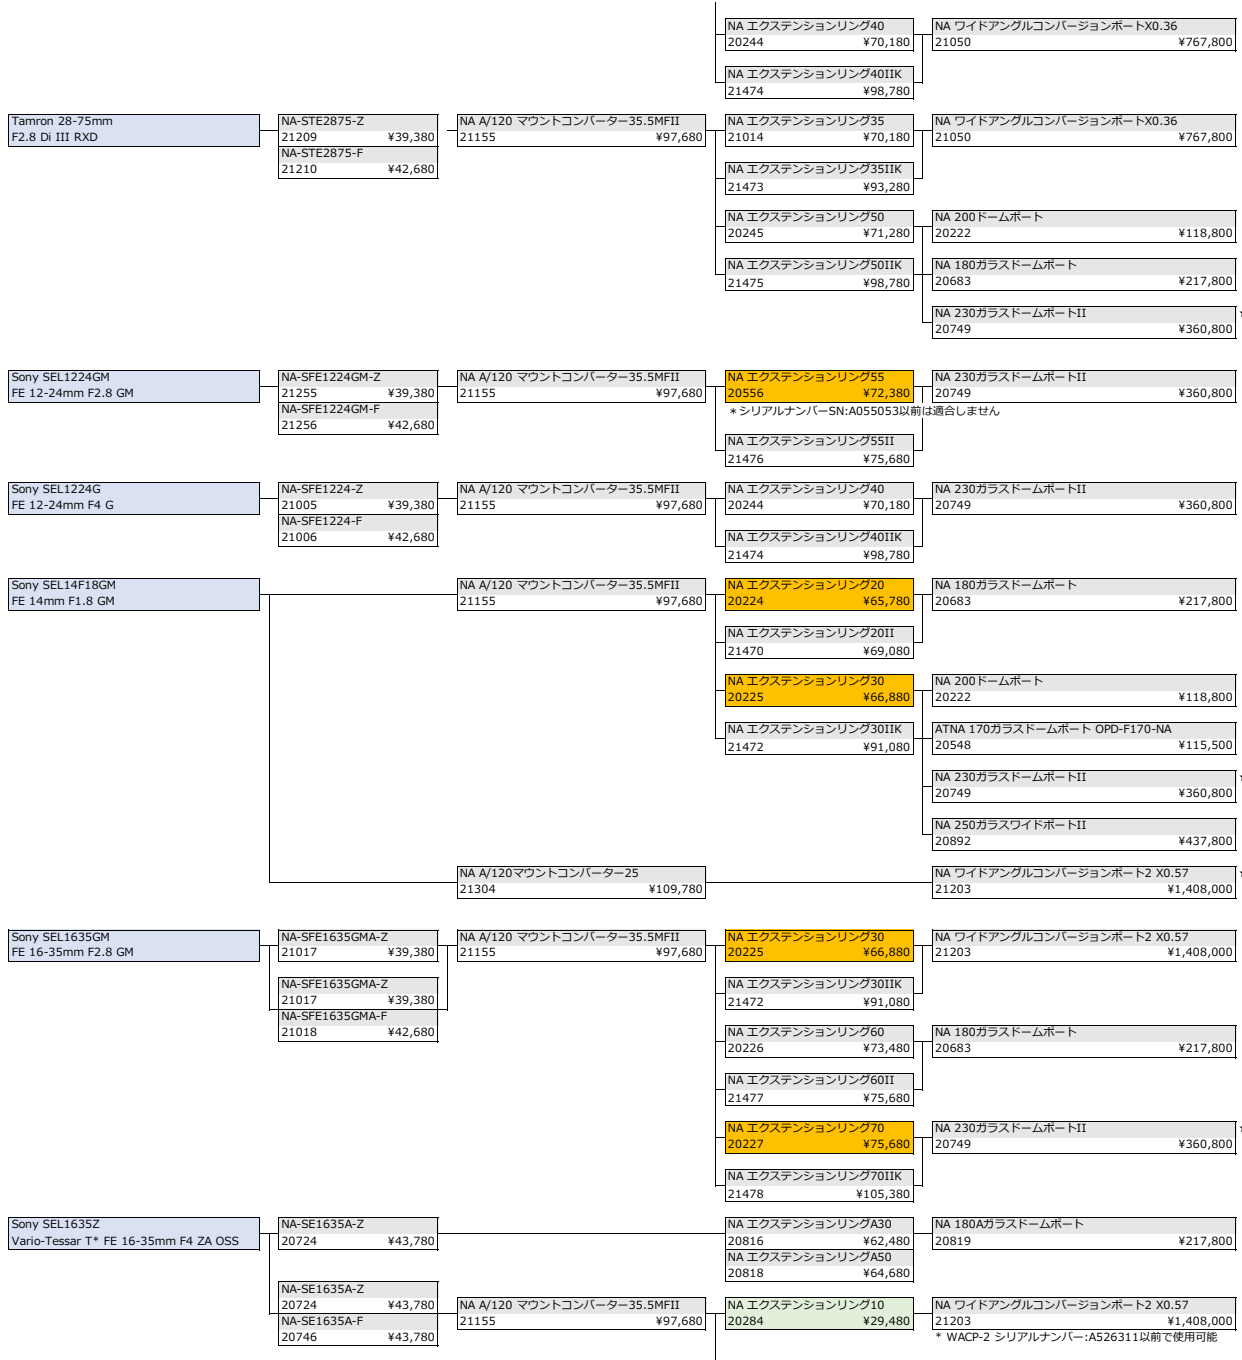 NA エクステンションリング40
20244 ¥70,180
NA ワイドアングルコンバージョンポートX0.36
21050 ¥767,800
NA エクステンションリング40IIK
21474 ¥98,780
Tamron 28-75mm
F2.8 Di III RXD
NA-STE2875-Z
21209 ¥39,380
NA-STE2875-F
21210 ¥42,680
NA A/120 マウントコンバーター35.5MFII
21155 ¥97,680
NA エクステンションリング35
21014 ¥70,180
NA ワイドアングルコンバージョンポートX0.36
21050 ¥767,800
NA エクステンションリング35IIK
21473 ¥93,280
NA エクステンションリング50
20245 ¥71,280
NA 200ドームポート
20222 ¥118,800
NA エクステンションリング50IIK
21475 ¥98,780
NA 180ガラスドームポート
20683 ¥217,800
NA 230ガラスドームポートII
20749 ¥360,800
Sony SEL1224GM
FE 12-24mm F2.8 GM
NA-SFE1224GM-Z
21255 ¥39,380
NA-SFE1224GM-F
21256 ¥42,680
NA A/120 マウントコンバーター35.5MFII
21155 ¥97,680
NA エクステンションリング55
20556 ¥72,380
*シリアルナンバーSN:A055053以前は適合しません
NA 230ガラスドームポートII
20749 ¥360,800
NA エクステンションリング55II
21476 ¥75,680
Sony SEL1224G
FE 12-24mm F4 G
NA-SFE1224-Z
21005 ¥39,380
NA-SFE1224-F
21006 ¥42,680
NA A/120 マウントコンバーター35.5MFII
21155 ¥97,680
NA エクステンションリング40
20244 ¥70,180
NA 230ガラスドームポートII
20749 ¥360,800
NA エクステンションリング40IIK
21474 ¥98,780
Sony SEL14F18GM
FE 14mm F1.8 GM
NA A/120 マウントコンバーター35.5MFII
21155 ¥97,680
NA エクステンションリング20
20224 ¥65,780
NA 180ガラスドームポート
20683 ¥217,800
NA エクステンションリング20II
21470 ¥69,080
NA エクステンションリング30
20225 ¥66,880
NA 200ドームポート
20222 ¥118,800
NA エクステンションリング30IIK
21472 ¥91,080
ATNA 170ガラスドームポート OPD-F170-NA
20548 ¥115,500
NA 230ガラスドームポートII
20749 ¥360,800
NA 250ガラスワイドポートII
20892 ¥437,800
NA A/120マウントコンバーター25
21304 ¥109,780
NA ワイドアングルコンバージョンポート2 X0.57
21203 ¥1,408,000
Sony SEL1635GM
FE 16-35mm F2.8 GM
NA-SFE1635GMA-Z
21017 ¥39,380
NA-SFE1635GMA-Z
21017 ¥39,380
NA-SFE1635GMA-F
21018 ¥42,680
NA A/120 マウントコンバーター35.5MFII
21155 ¥97,680
NA エクステンションリング30
20225 ¥66,880
NA ワイドアングルコンバージョンポート2 X0.57
21203 ¥1,408,000
NA エクステンションリング30IIK
21472 ¥91,080
NA エクステンションリング60
20226 ¥73,480
NA 180ガラスドームポート
20683 ¥217,800
NA エクステンションリング60II
21477 ¥75,680
NA エクステンションリング70
20227 ¥75,680
NA 230ガラスドームポートII
20749 ¥360,800
NA エクステンションリング70IIK
21478 ¥105,380
Sony SEL1635Z
Vario-Tessar T* FE 16-35mm F4 ZA OSS
NA-SE1635A-Z
20724 ¥43,780
NA エクステンションリングA30
20816 ¥62,480
NA エクステンションリングA50
20818 ¥64,680
NA 180Aガラスドームポート
20819 ¥217,800
NA-SE1635A-Z
20724 ¥43,780
NA-SE1635A-F
20746 ¥43,780
NA A/120 マウントコンバーター35.5MFII
21155 ¥97,680
NA エクステンションリング10
20284 ¥29,480
NA ワイドアングルコンバージョンポート2 X0.57
21203 ¥1,408,000
* WACP-2 シリアルナンバー:A526311以前で使用可能